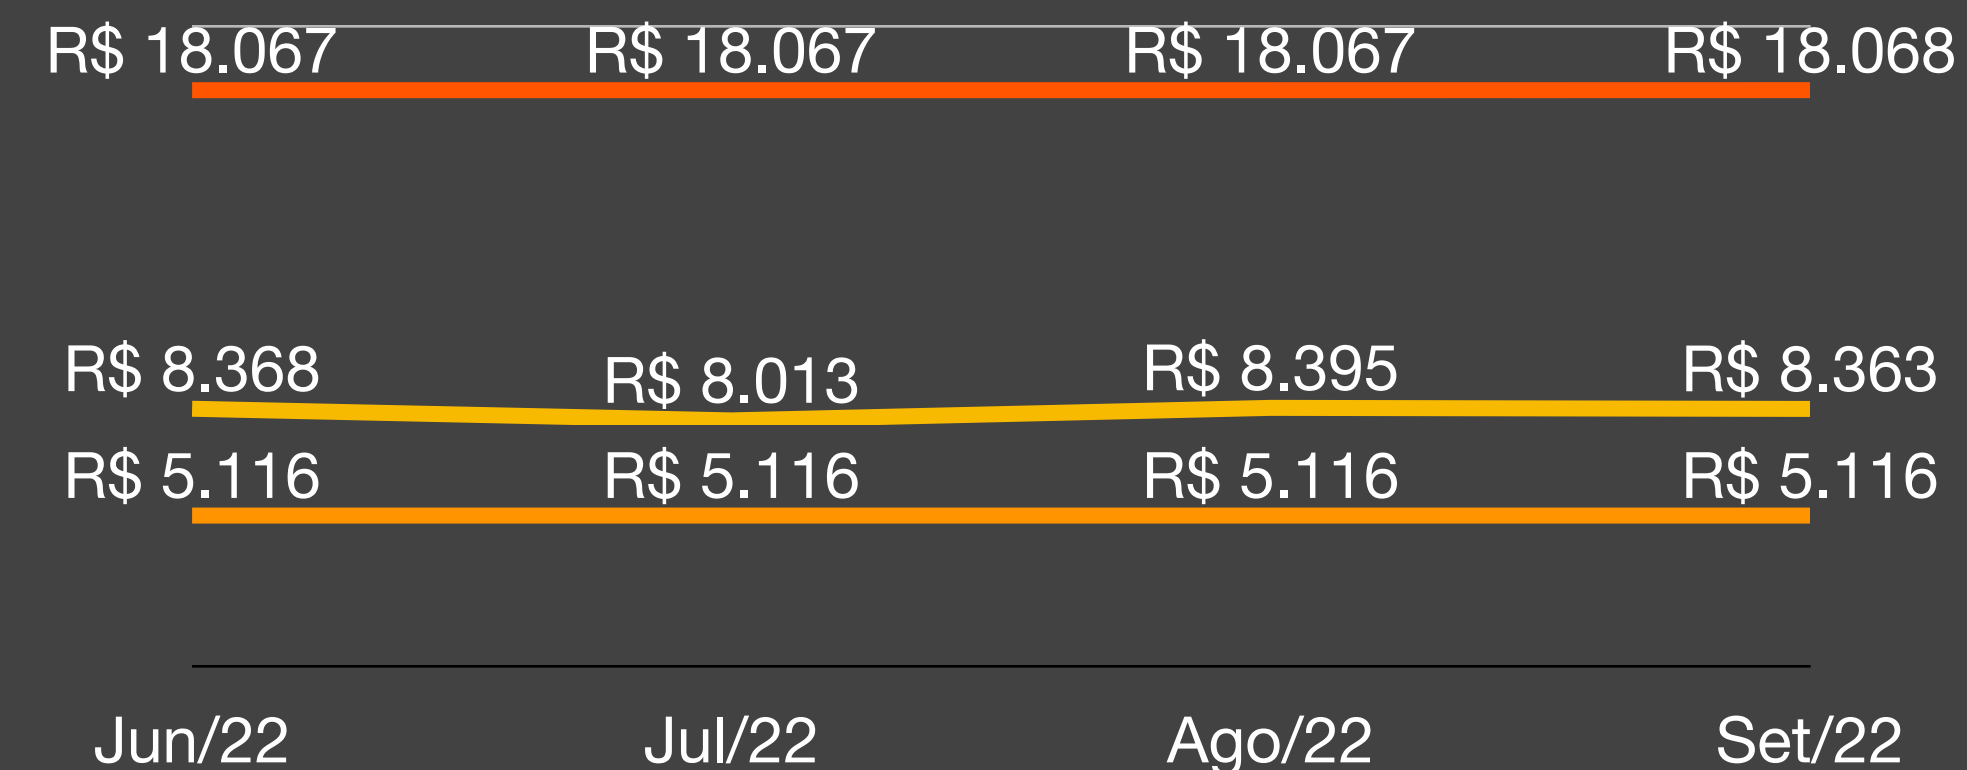 R$ 18.067 R$ 18.067 R$ 18.067 R$ 18.068
R$ 8.368 R$ 8.013 R$ 8.395 R$ 8.363
R$ 5.116 R$ 5.116 R$ 5.116 R$ 5.116
Jun/22 Jul/22 Ago/22 Set/22